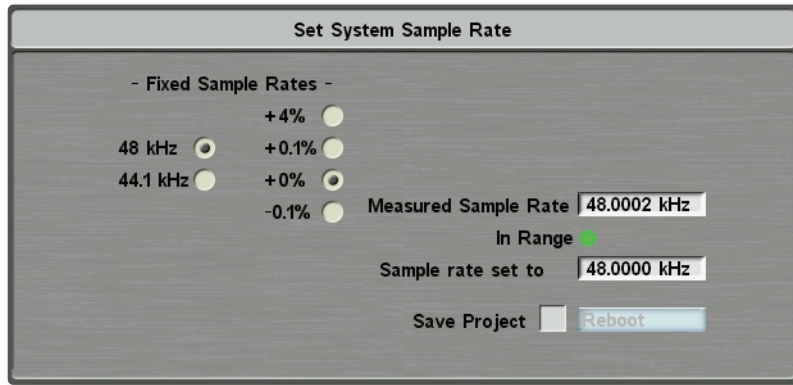 Set System Sample Rate
- Fixed Sample Rates -
+4%
48 kHz +0.1%
44.1 kHz +0%
-0.1%
Measured Sample Rate 48.0002 kHz
In Range
Sample rate set to 48.0000 kHz
Save Project Reboot